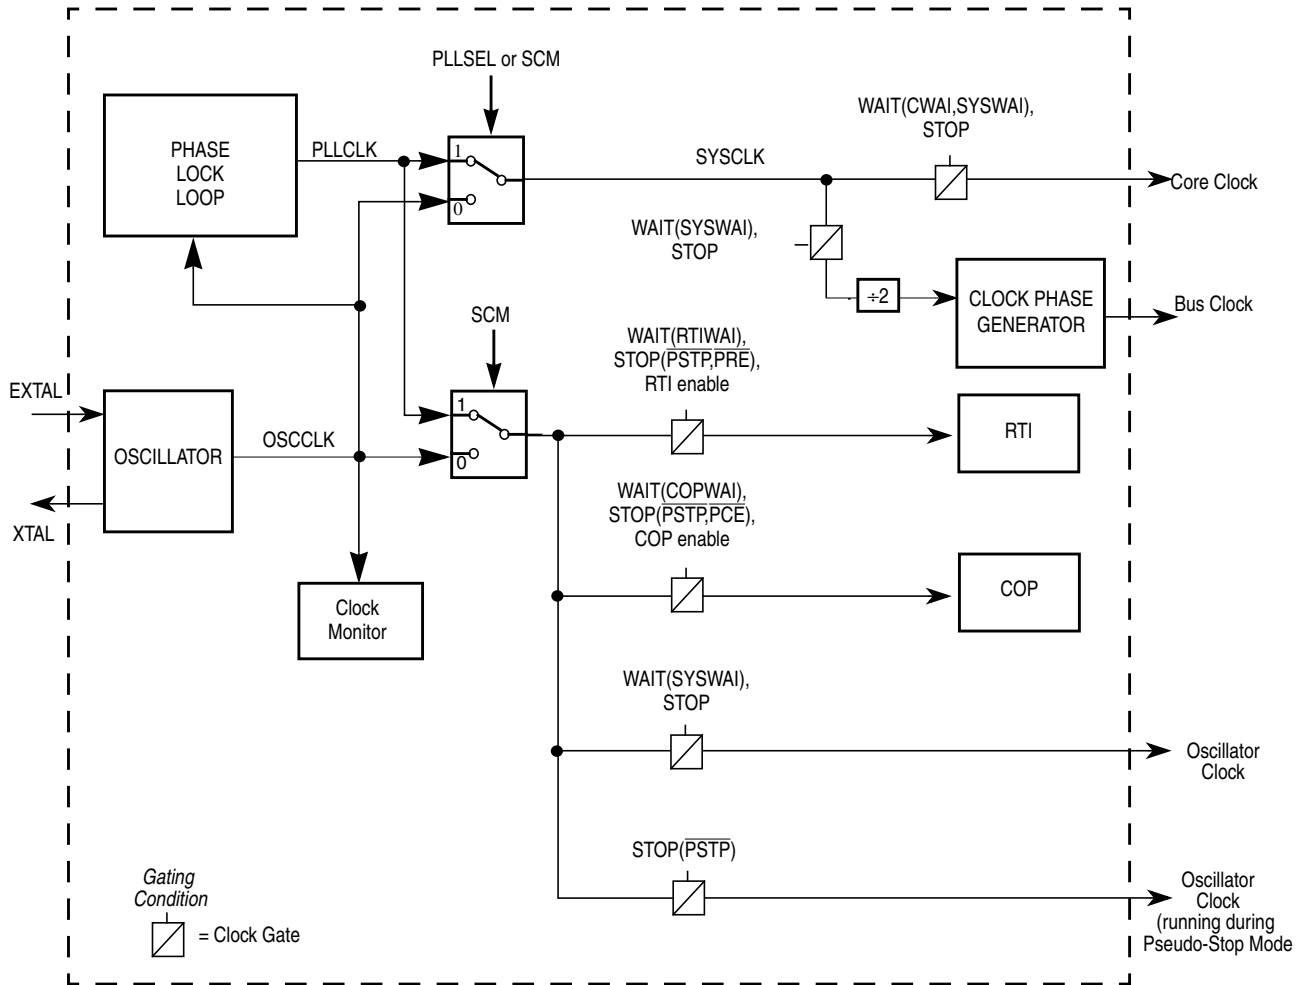 PLLSEL or SCM
WAIT(CWAI,SYSWAI),
STOP
PHASE
LOCK
LOOP
PLLCLK
1
0
SYSCLK
Core Clock
WAIT(SYSWAI),
STOP
÷2
CLOCK PHASE
GENERATOR
Bus Clock
SCM
WAIT(RTIWAI),
STOP(PSTP,PRE),
RTI enable
EXTAL
OSCILLATOR
OSCCLK
1
0
RTI
XTAL
WAIT(COPWAI),
STOP(PSTP,PCE),
COP enable
COP
Clock
Monitor
WAIT(SYSWAI),
STOP
Oscillator
Clock
STOP(PSTP)
Oscillator
Clock
(running during
Pseudo-Stop Mode
Gating
Condition
= Clock Gate